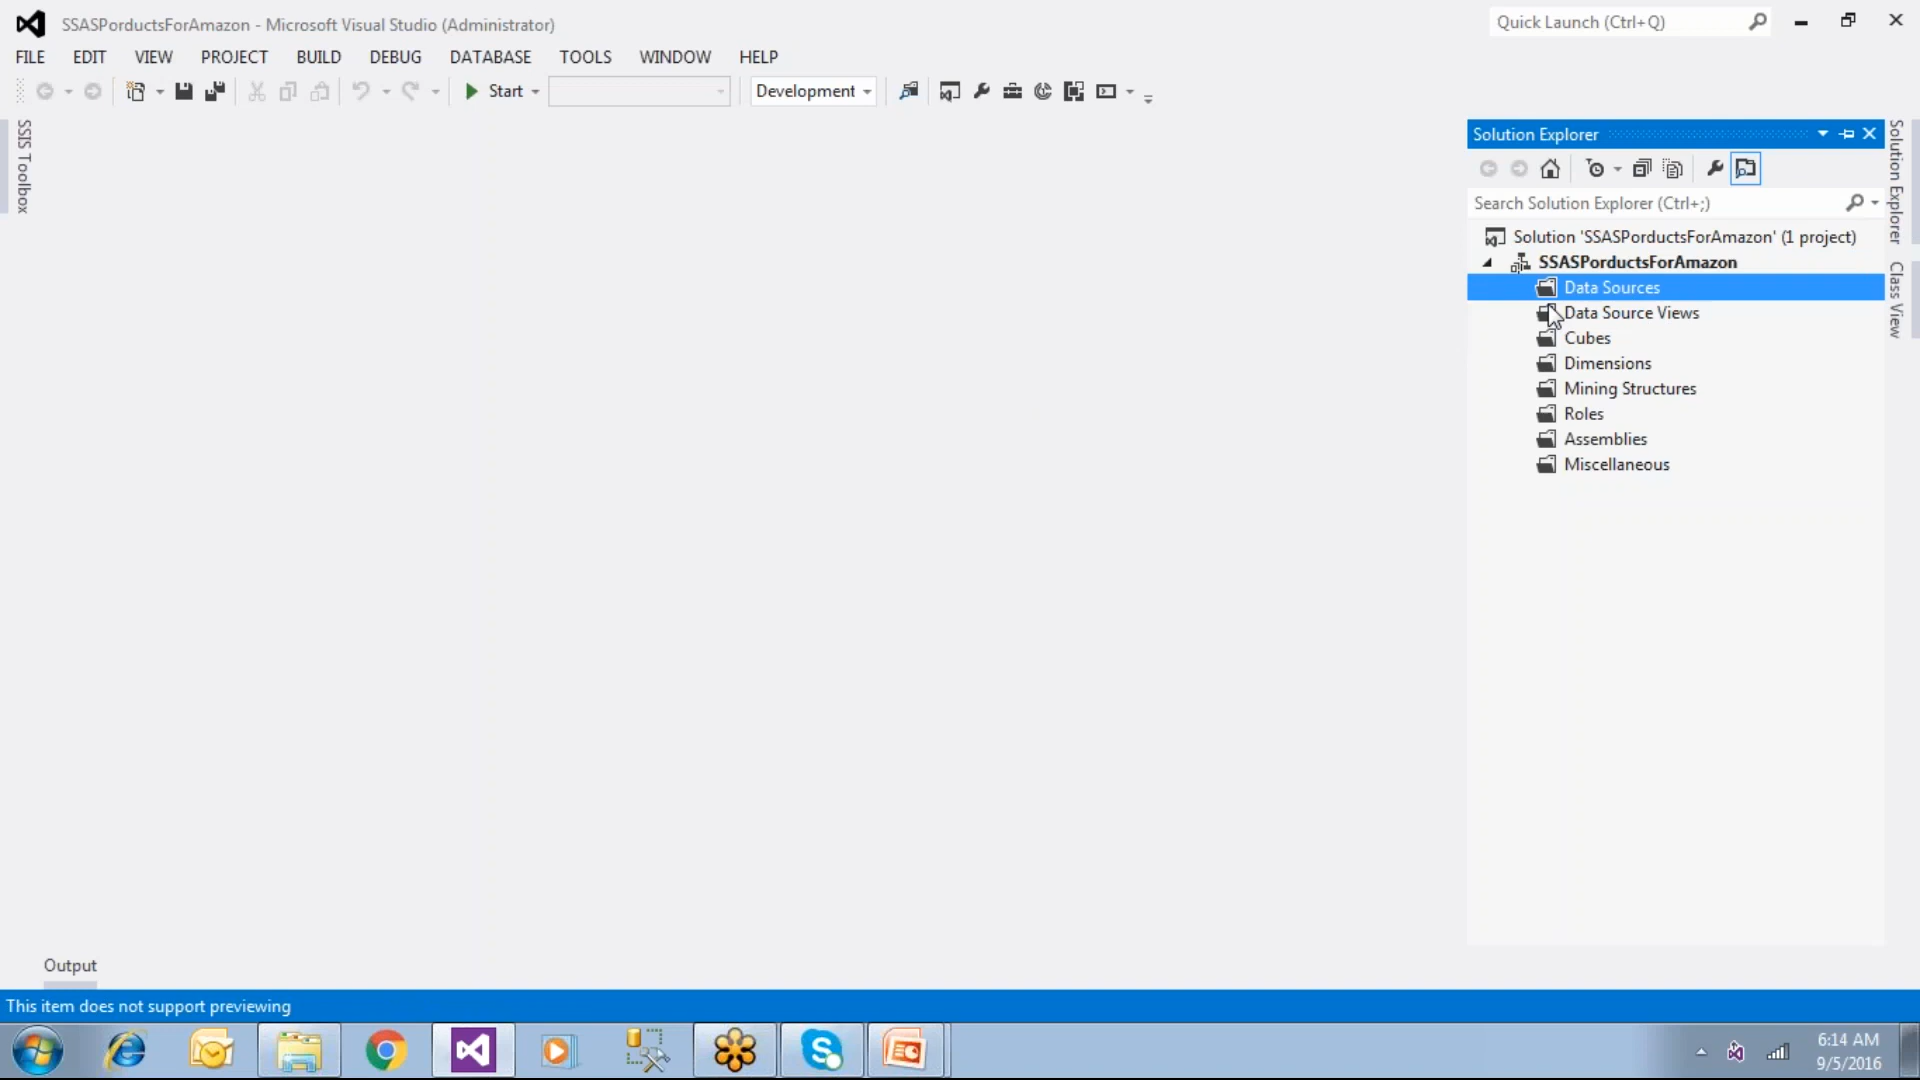 SSASPorductsForAmazon - Microsoft Visual Studio (Administrator)
Quick Launch (Ctrl+Q)
FILE EDIT VIEW PROJECT BUILD DEBUG DATABASE TOOLS WINDOW HELP
Start Development
SSIS Toolbox
Solution Explorer
Search Solution Explorer (Ctrl+;)
Solution 'SSASPorductsForAmazon' (1 project)
SSASPorductsForAmazon
Data Sources
Data Source Views
Cubes
Dimensions
Mining Structures
Roles
Assemblies
Miscellaneous
Solution Explorer
Class View
Output
This item does not support previewing
6:14 AM
9/5/2016